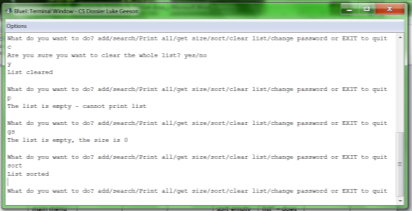 BlueJ: Terminal Window - CS Dossier Luke Geeson
Options
What do you want to do? add/search/Print all/get size/sort/clear list/change password or EXIT to quit
c
Are you sure you want to clear the whole list? yes/no
y
List cleared
What do you want to do? add/search/Print all/get size/sort/clear list/change password or EXIT to quit
p
The list is empty - cannot print list
What do you want to do? add/search/Print all/get size/sort/clear list/change password or EXIT to quit
gs
The list is empty, the size is 0
What do you want to do? add/search/Print all/get size/sort/clear list/change password or EXIT to quit
sort
List sorted
What do you want to do? add/search/Print all/get size/sort/clear list/change password or EXIT to quit